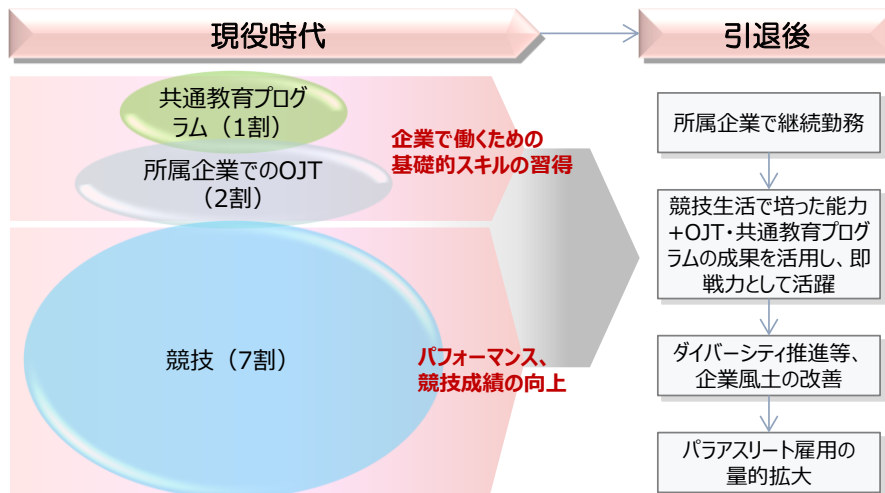 現役時代
引退後
共通教育プログ
ラム（1割）
所属企業でのOJT
（2割）
企業で働くための
基礎的スキルの習得
競技（7割）
パフォーマンス、
競技成績の向上
所属企業で継続勤務
競技生活で培った能力
+OJT・共通教育プログ
ラムの成果を活用し、即
戦力として活躍
ダイバーシティ推進等、
企業風土の改善
パラアスリート雇用の
量的拡大